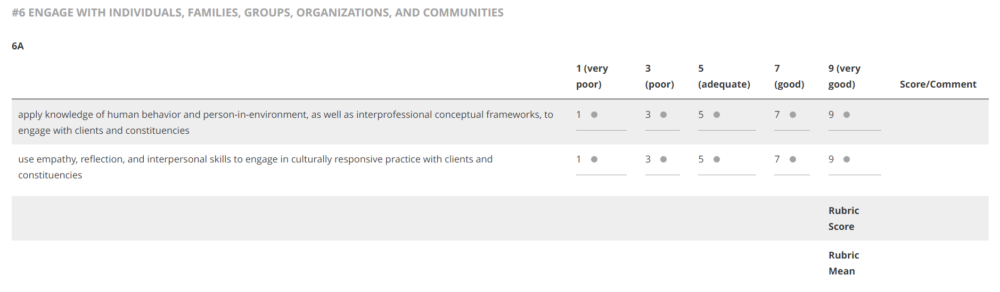 #6 ENGAGE WITH INDIVIDUALS, FAMILIES, GROUPS, ORGANIZATIONS, AND COMMUNITIES
6A
1 (very poor) 3 (poor) 5 (adequate) 7 (good) 9 (very good) Score/Comment
apply knowledge of human behavior and person-in-environment, as well as interprofessional conceptual frameworks, to
engage with clients and constituencies
1 3 5 7 9
use empathy, reflection, and interpersonal skills to engage in culturally responsive practice with clients and
constituencies
1 3 5 7 9
Rubric
Score
Rubric
Mean